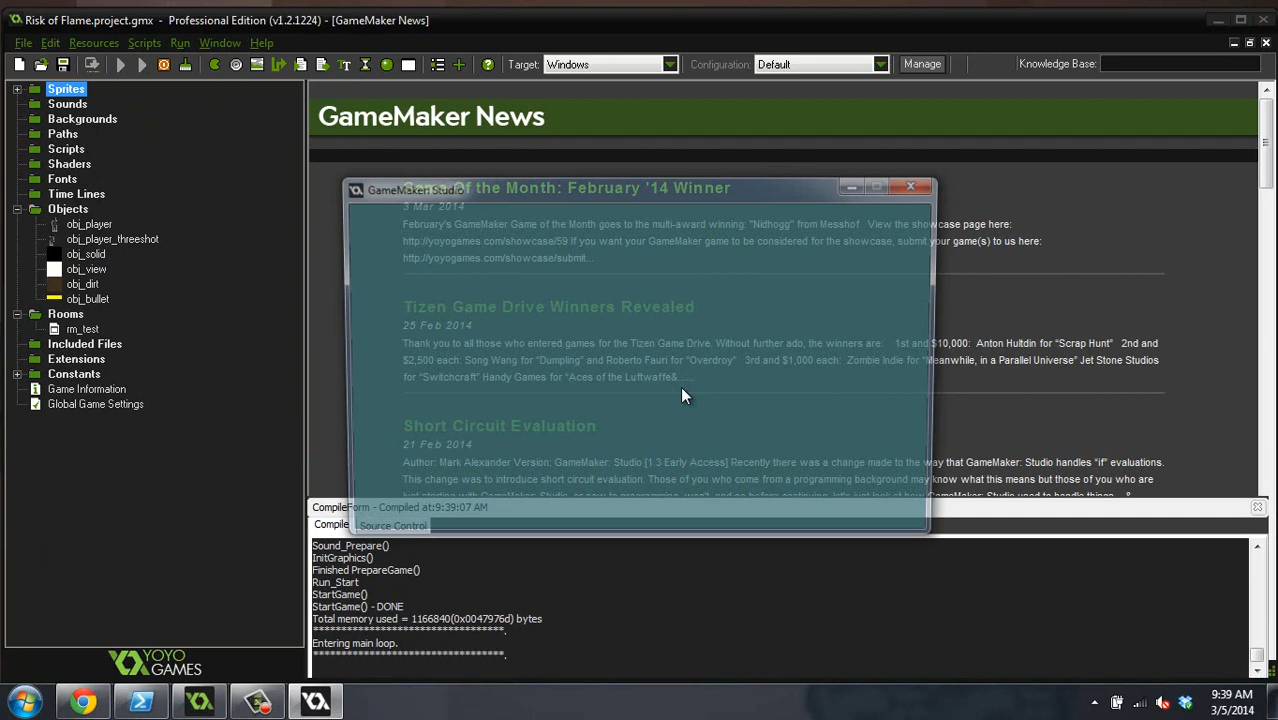 Risk of Flame.project.gmx - Professional Edition (v1.2.1224) - [GameMaker News]
File Edit Resources Scripts Run Window Help
Target: Windows Configuration: Default Manage Knowledge Base:
Sprites
Sounds
Backgrounds
Paths
Scripts
Shaders
Fonts
Time Lines
Objects
obj_player
obj_player_threeshot
obj_solid
obj_view
obj_dirt
obj_bullet
Rooms
rm_test
Included Files
Extensions
Constants
Game Information
Global Game Settings
YOYO
GAMES
GameMaker News
GameMaker: Studio
Game Of the Month: February '14 Winner
3 Mar 2014
February's GameMaker Game of the Month goes to the multi-award winning: "Nidhogg" from Messhof View the showcase page here:
http://yoyogames.com/showcase/59 If you want your GameMaker game to be considered for the showcase, submit your game(s) to us here:
http://yoyogames.com/showcase/submit...
Tizen Game Drive Winners Revealed
25 Feb 2014
Thank you to all those who entered games for the Tizen Game Drive. Without further ado, the winners are: 1st and $10,000: Anton Hultdin for “Scrap Hunt” 2nd and
$2,500 each: Song Wang for “Dumpling” and Roberto Fauri for “Overdroy” 3rd and $1,000 each: Zombie Indie for “Meanwhile, in a Parallel Universe” Jet Stone Studios
for “Switchcraft” Handy Games for “Aces of the Luftwaffe&......
Short Circuit Evaluation
21 Feb 2014
Author: Mark Alexander Version: GameMaker: Studio [1.3 Early Access] Recently there was a change made to the way that GameMaker: Studio handles “if” evaluations.
This change was to introduce short circuit evaluation. Those of you who come from a programming background may know what this means but those of you who are
CompileForm - Compiled at:9:39:07 AM
Compile Source Control
Sound_Prepare()
InitGraphics()
Finished PrepareGame()
Run_Start
StartGame()
StartGame() - DONE
Total memory used = 1166840(0x0047976d) bytes
***************************************.
Entering main loop.
***************************************.
9:39 AM
3/5/2014